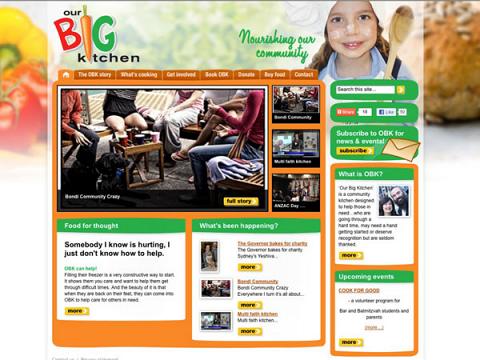 our
BIG
kitchen
Nourishing our
community
The OBK story
What's cooking
Get involved
Book OBK
Donate
Buy food
Contact
Search this site...
Share
Like
Subscribe to OBK for
news & events!
subscribe
Bondi Community Crazy
full story
Bondi Community
Multi faith kitchen
ANZAC Day ....
What is OBK?
'Our Big Kitchen'
is a community
kitchen designed
to help those in
need ...who are
going through a
hard time, may need a hand
getting started or deserve
recognition but are seldom
thanked.
more
Food for thought
Somebody I know is hurting, I
just don't know how to help.
OBK can help!
Filling their freezer is a very constructive way to start.
It shows them you care and want to help them get
through difficult times. And the beauty of it is that
when they are back on their feet, they can come into
OBK to help care for others in need.
more
What's been happening?
The Governor bakes for charity
The Governor bakes for charity
Sydney's Yeshiva...
more
Bondi Community
Bondi Community Crazy
Everywhere I turn it's all about...
more
Multi faith kitchen
Multi faith kitchen...
more
Upcoming events
COOK FOR GOOD
- a volunteer program for
Bar and Batmitzvah students and
parents
(more...)
more